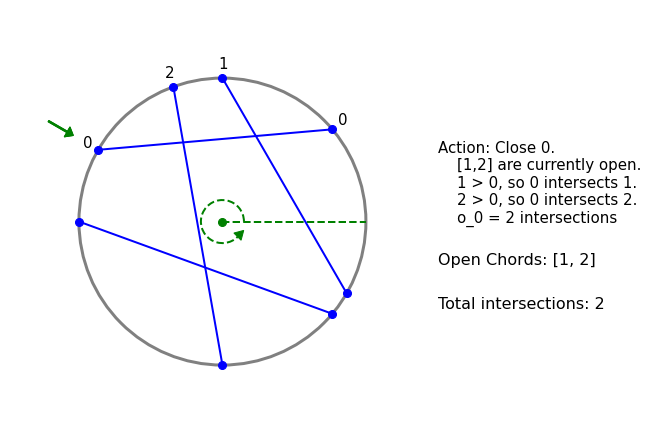 1
2
0
0
Action: Close 0.
[1,2] are currently open.
1 > 0, so 0 intersects 1.
2 > 0, so 0 intersects 2.
o_0 = 2 intersections
Open Chords: [1, 2]
Total intersections: 2